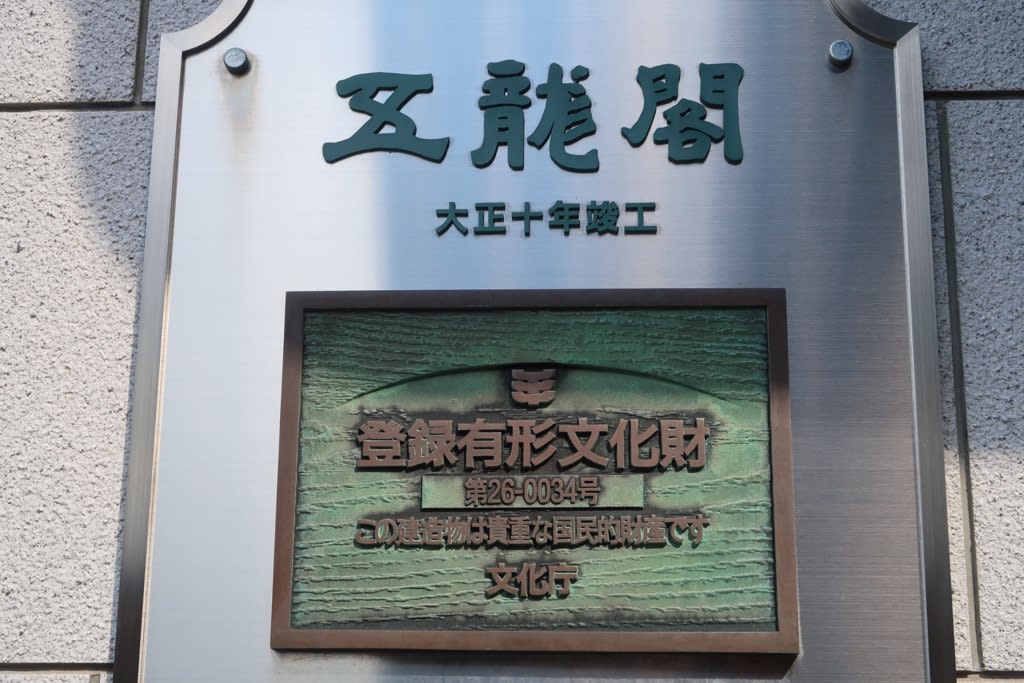 五龍閣
大正十年竣工
登録有形文化財
第26-0034号
この建造物は貴重な国民的財産です
文化庁